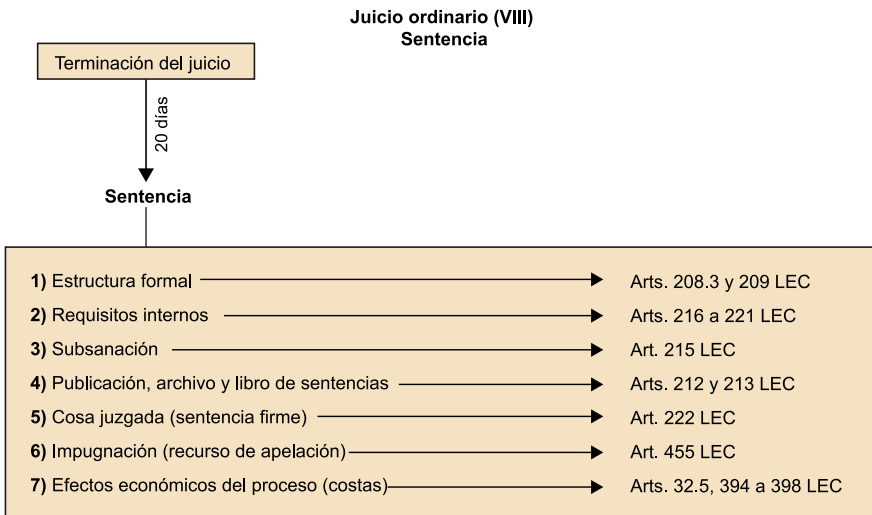 Juicio ordinario (VIII)
Sentencia
Terminación del juicio
20 días
Sentencia
1) Estructura formal Arts. 208.3 y 209 LEC
2) Requisitos internos Arts. 216 a 221 LEC
3) Subsanación Art. 215 LEC
4) Publicación, archivo y libro de sentencias Arts. 212 y 213 LEC
5) Cosa juzgada (sentencia firme) Art. 222 LEC
6) Impugnación (recurso de apelación) Art. 455 LEC
7) Efectos económicos del proceso (costas) Arts. 32.5, 394 a 398 LEC